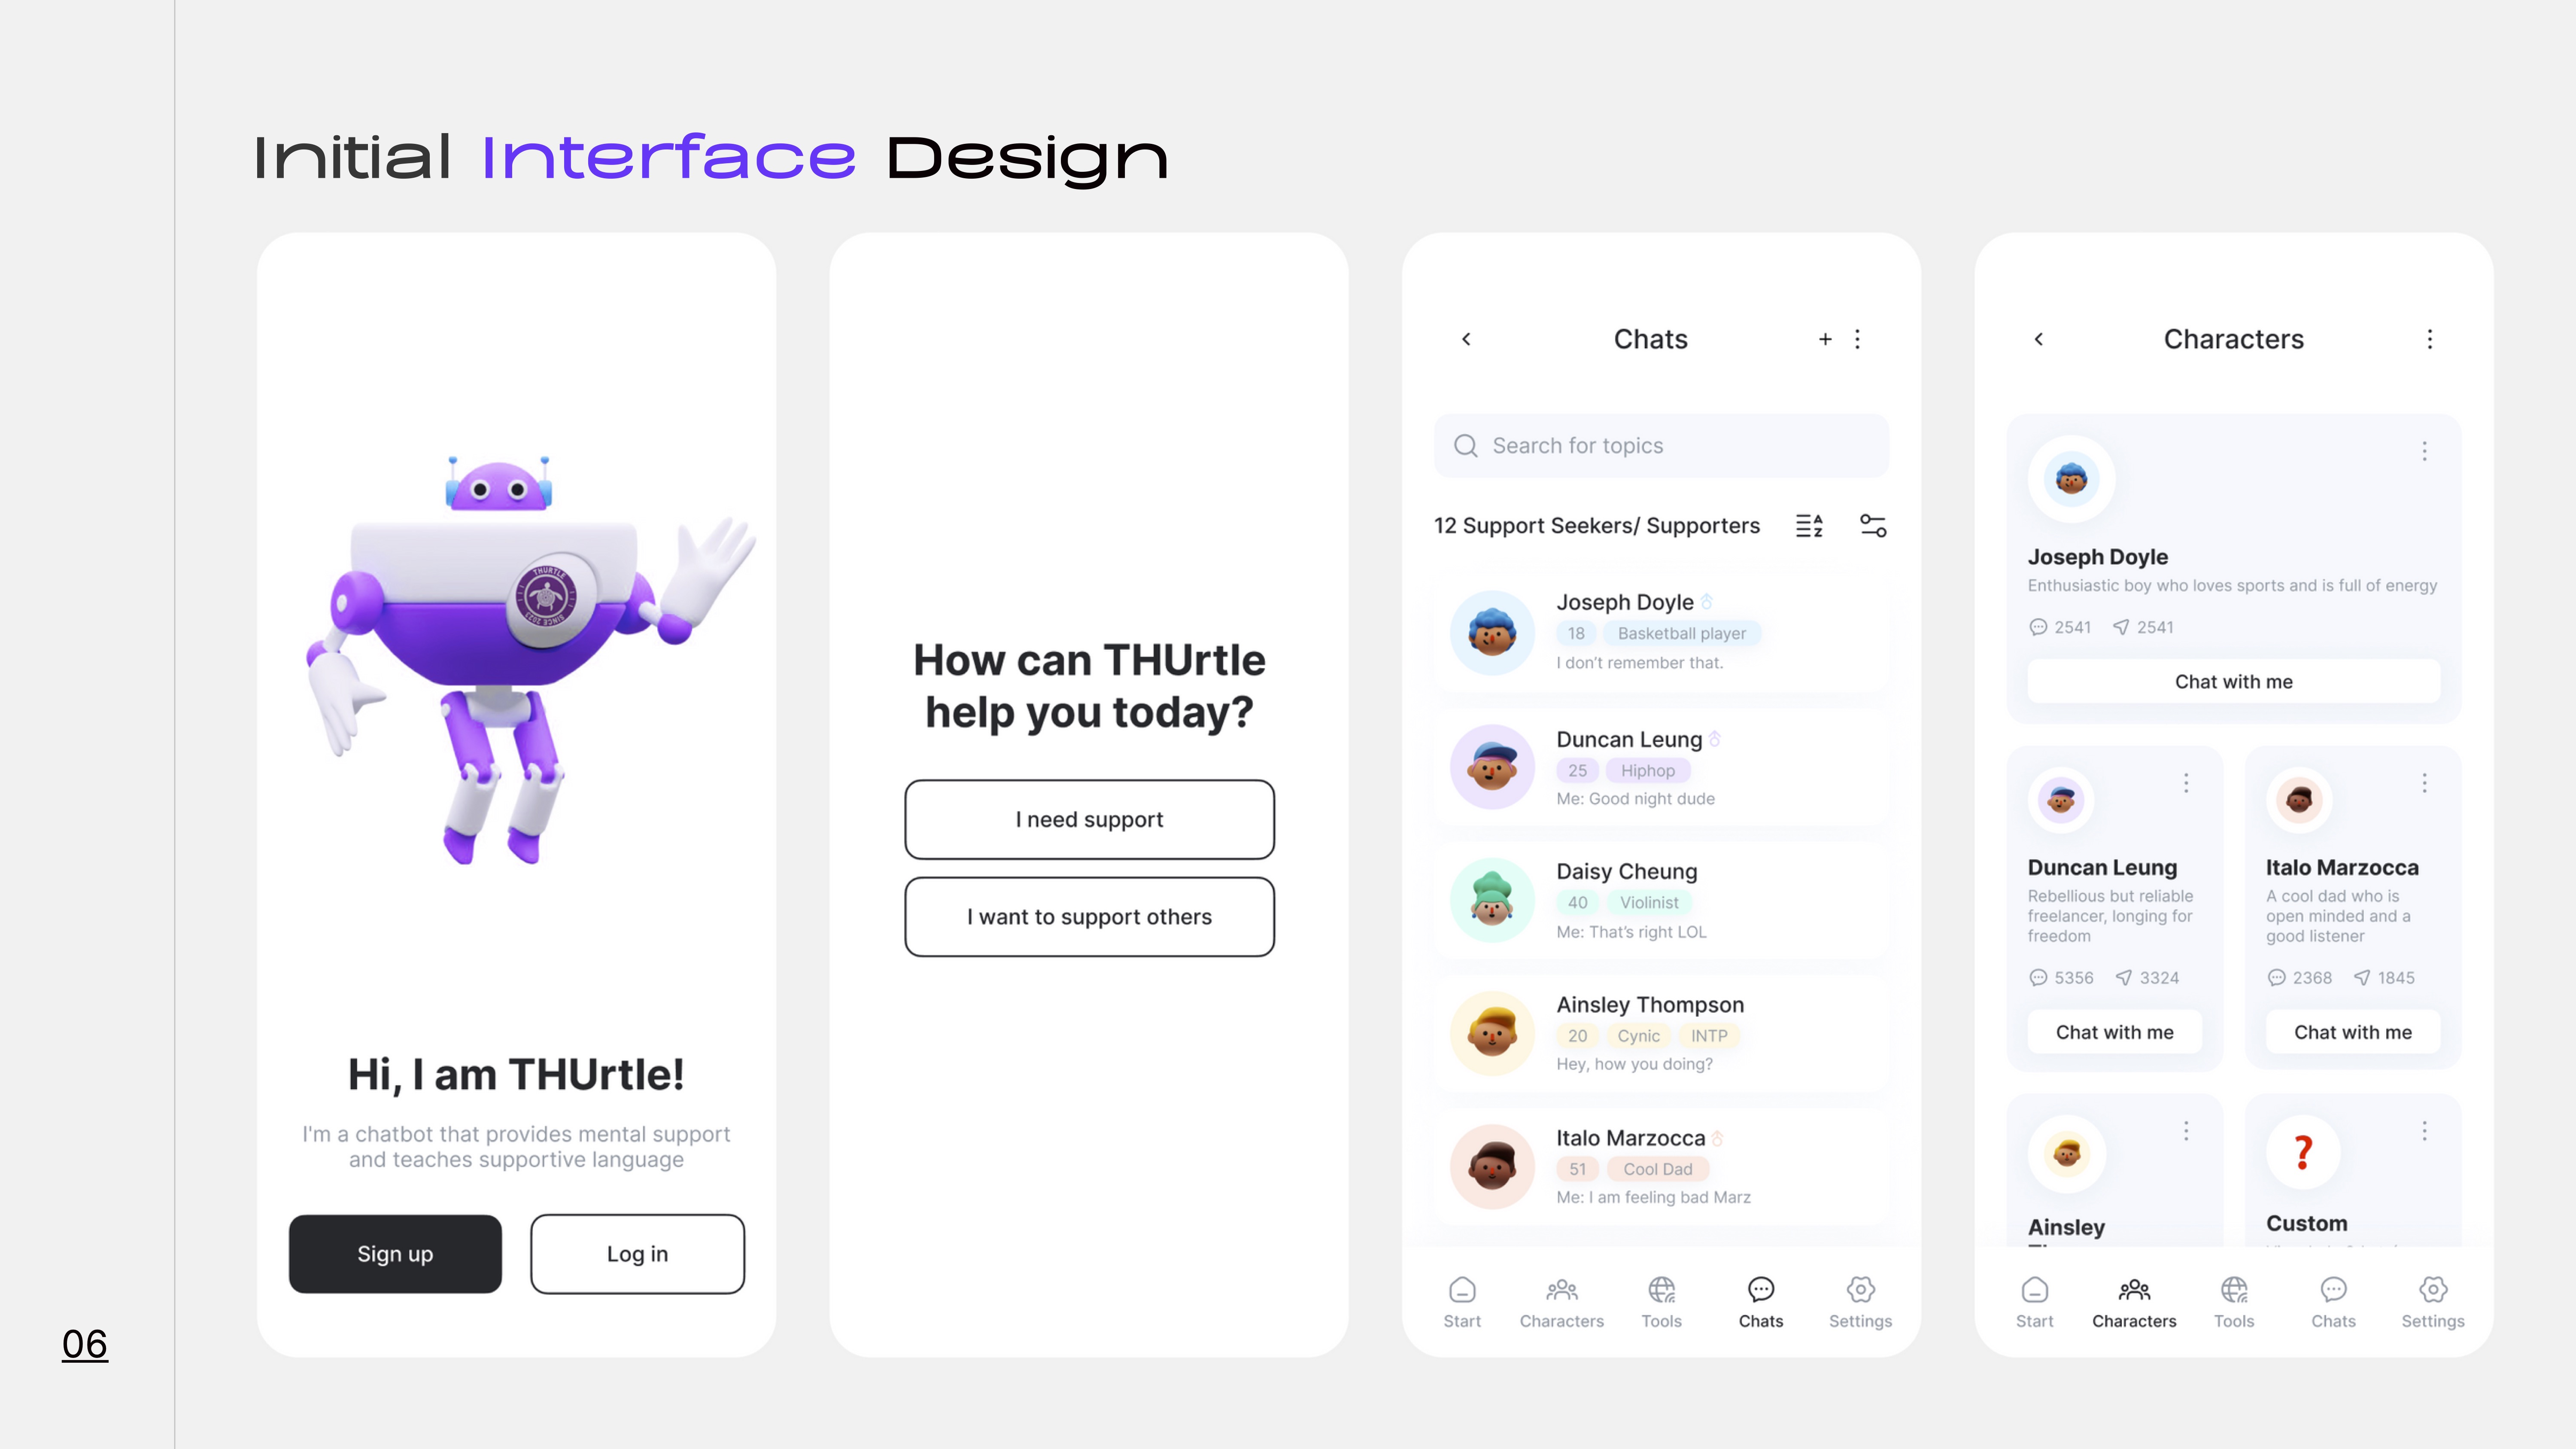 Initial Interface Design
THURTLE
SINCE 2023
Hi, I am THUrtle!
I'm a chatbot that provides mental support
and teaches supportive language
Sign up
Log in
How can THUrtle
help you today?
I need support
I want to support others
Chats
Search for topics
12 Support Seekers/ Supporters
Joseph Doyle
18 Basketball player
I don't remember that.
Duncan Leung
25 Hiphop
Me: Good night dude
Daisy Cheung
40 Violinist
Me: That's right LOL
Ainsley Thompson
20 Cynic INTP
Hey, how you doing?
Italo Marzocca
51 Cool Dad
Me: I am feeling bad Marz
Start Characters Tools Chats Settings
Characters
Joseph Doyle
Enthusiastic boy who loves sports and is full of energy
2541 2541
Chat with me
Duncan Leung
Rebellious but reliable
freelancer, longing for
freedom
5356 3324
Chat with me
Italo Marzocca
A cool dad who is
open minded and a
good listener
2368 1845
Chat with me
Ainsley
?
Custom
Start Characters Tools Chats Settings
06